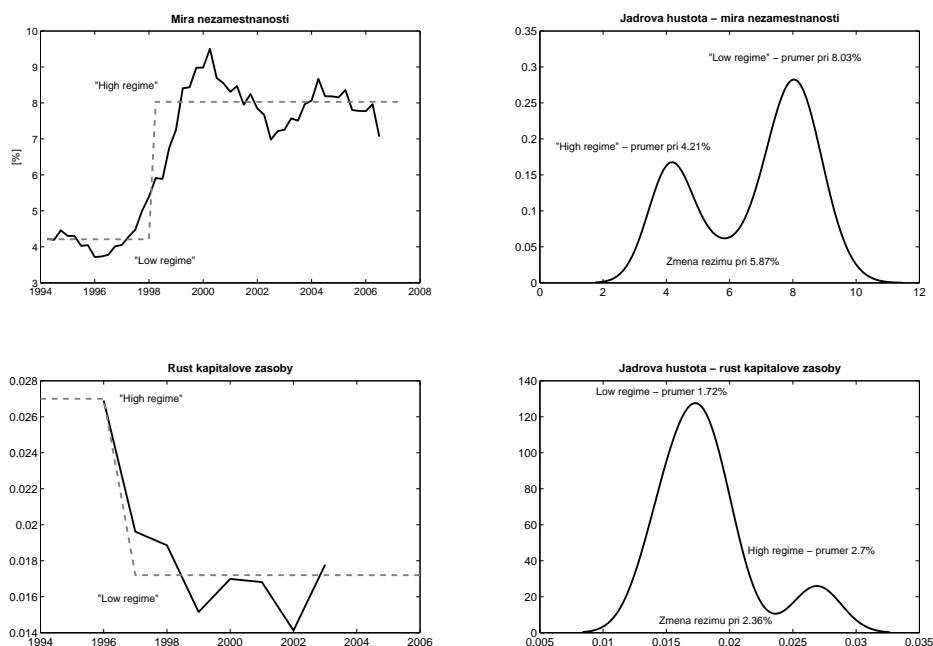 Mira nezamestnanosti
10
9
8
7
6
5
4
3
[%]
"High regime"
"Low regime"
1994 1996 1998 2000 2002 2004 2006 2008
Jadrova hustota – mira nezamestnanosti
0.35
0.3
0.25
0.2
0.15
0.1
0.05
0
"Low regime" – prumer pri 8.03%
"High regime" – prumer pri 4.21%
Zmena rezimu pri 5.87%
0 2 4 6 8 10 12
Rust kapitalove zasoby
0.028
0.026
0.024
0.022
0.02
0.018
0.016
0.014
"High regime"
"Low regime"
1994 1996 1998 2000 2002 2004 2006
Jadrova hustota – rust kapitalove zasoby
140
120
100
80
60
40
20
0
Low regime – prumer 1.72%
High regime – prumer 2.7%
Zmena rezimu pri 2.36%
0.005 0.01 0.015 0.02 0.025 0.03 0.035